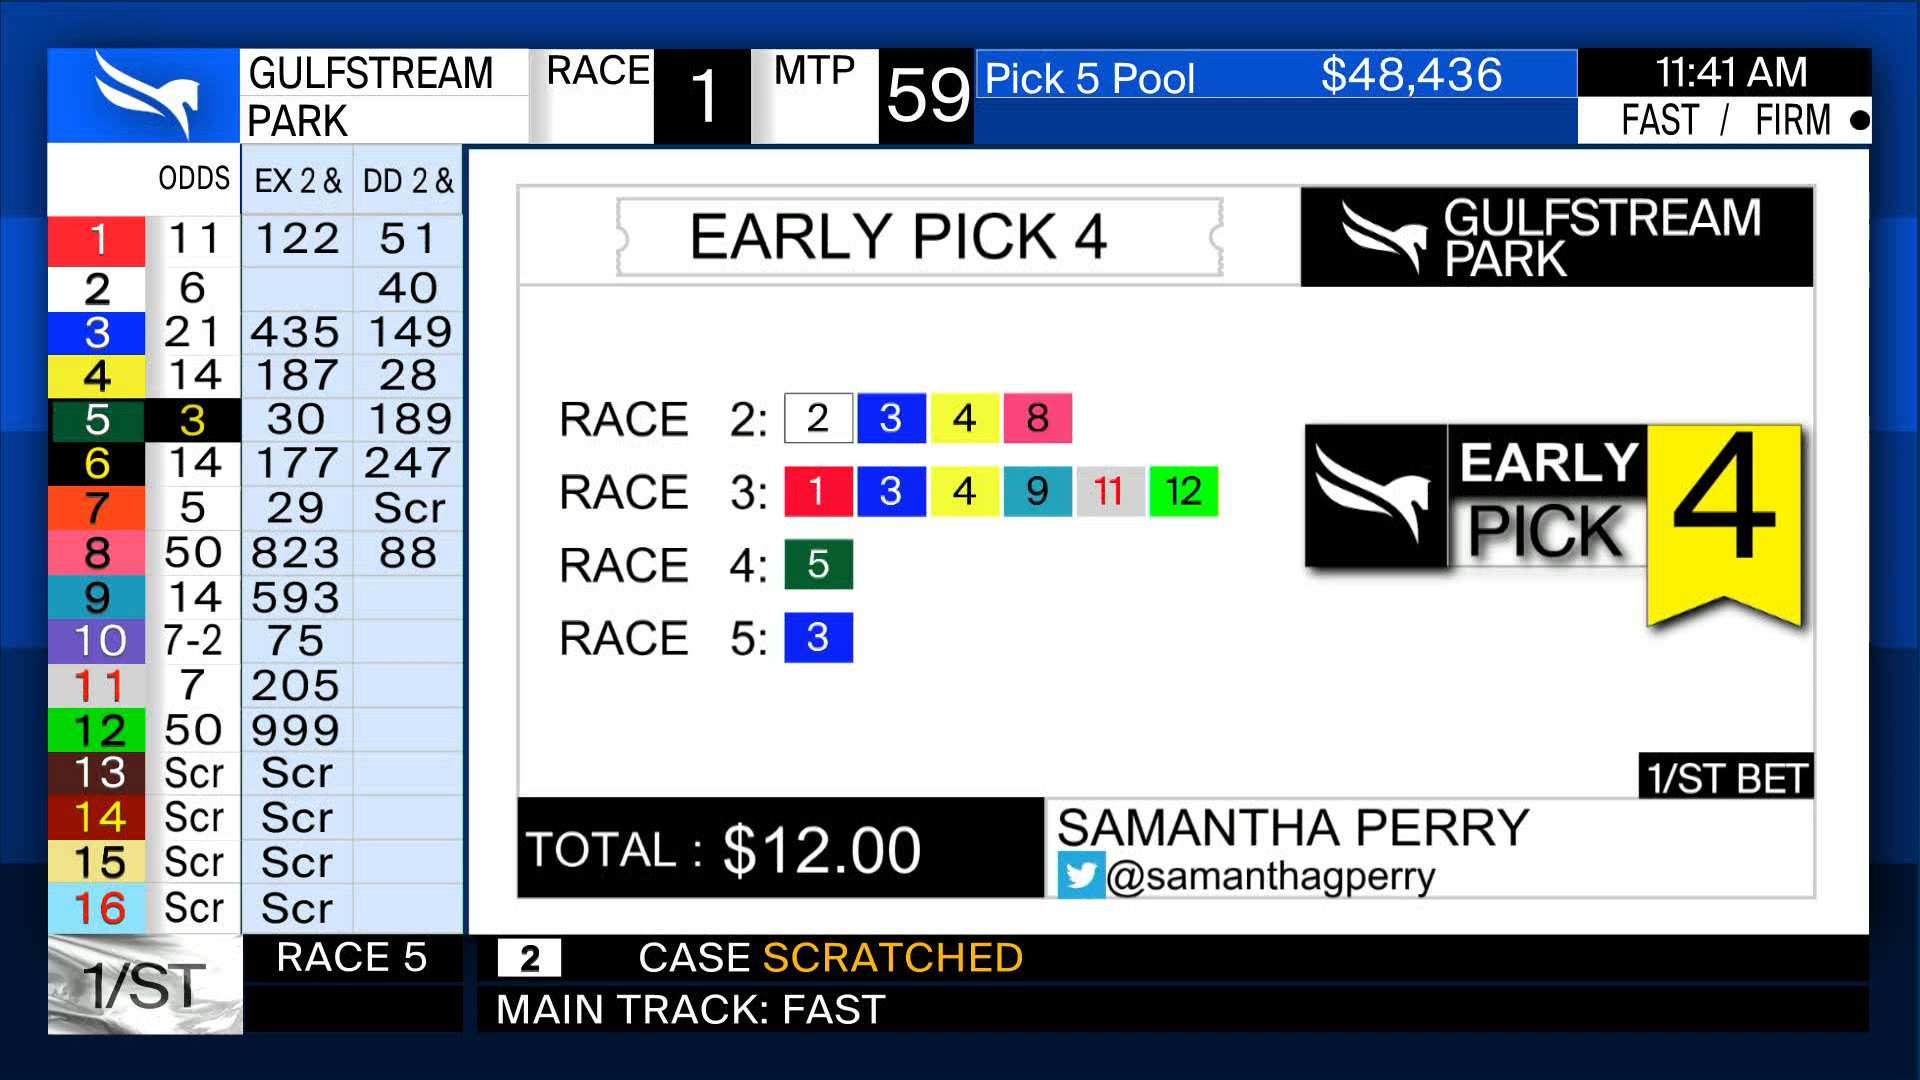 GULFSTREAM PARK RACE 1 MTP 59 Pick 5 Pool $48,436 11:41 AM
FAST / FIRM
ODDS EX 2 & DD 2 &
1 11 122 51
2 6 40
3 21 435 149
4 14 187 28
5 3 30 189
6 14 177 247
7 5 29 Scr
8 50 823 88
9 14 593
10 7-2 75
11 7 205
12 50 999
13 Scr Scr
14 Scr Scr
15 Scr Scr
16 Scr Scr
EARLY PICK 4
GULFSTREAM
PARK
RACE 2: 2 3 4 8
RACE 3: 1 3 4 9 11 12
RACE 4: 5
RACE 5: 3
EARLY
PICK
4
1/ST BET
TOTAL : $12.00
SAMANTHA PERRY
@samanthagperry
1/ST
RACE 5 2 CASE SCRATCHED
MAIN TRACK: FAST